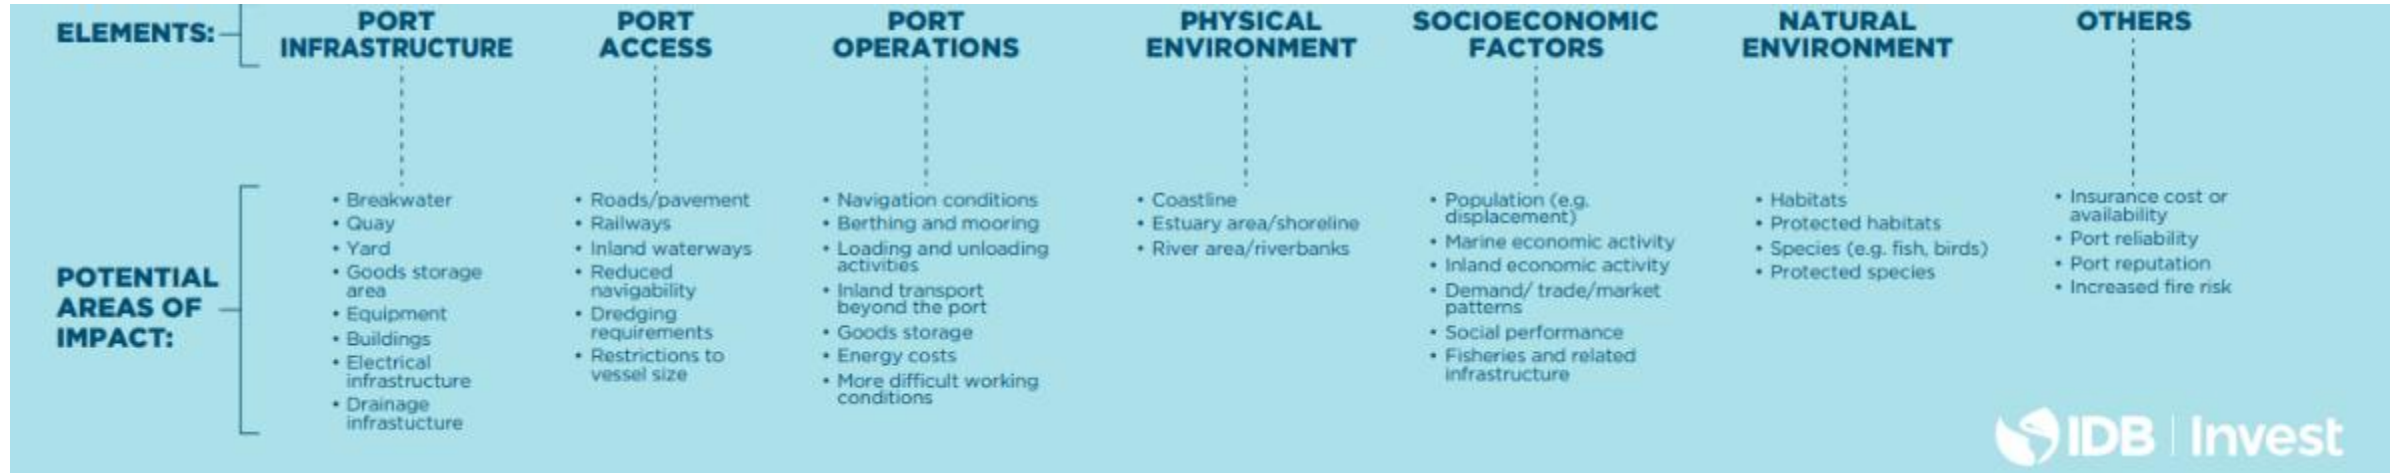 ELEMENTS:
PORT
INFRASTRUCTURE
PORT
ACCESS
PORT
OPERATIONS
PHYSICAL
ENVIRONMENT
SOCIOECONOMIC
FACTORS
NATURAL
ENVIRONMENT
OTHERS
POTENTIAL
AREAS OF
IMPACT:
• Breakwater
• Quay
• Yard
• Goods storage
area
• Equipment
• Buildings
• Electrical
infrastructure
• Drainage
infrastucture
• Roads/pavement
• Railways
• Inland waterways
• Reduced
navigability
• Dredging
requirements
• Restrictions to
vessel size
• Navigation conditions
• Berthing and mooring
• Loading and unloading
activities
• Inland transport
beyond the port
• Goods storage
• Energy costs
• More difficult working
conditions
• Coastline
• Estuary area/shoreline
• River area/riverbanks
• Population (e.g.
displacement)
• Marine economic activity
• Inland economic activity
• Demand/ trade/market
patterns
• Social performance
• Fisheries and related
infrastructure
• Habitats
• Protected habitats
• Species (e.g. fish, birds)
• Protected species
• Insurance cost or
availability
• Port reliability
• Port reputation
• Increased fire risk
IDB | Invest